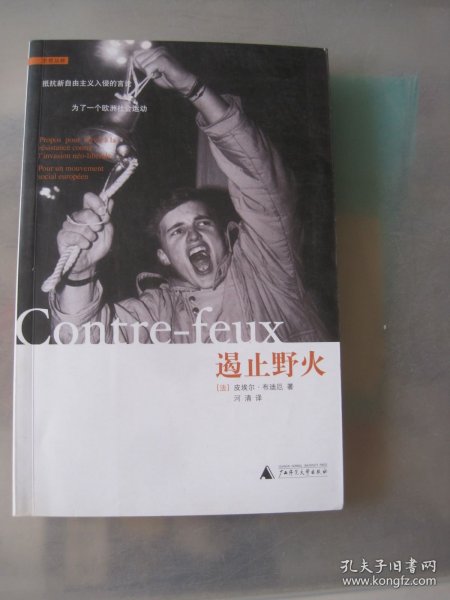 抵抗新自由主义入侵的言论
为了一个欧洲社会运动
Propos pour servir à la
résistance contre
l'invasion néo-libérale
Pour un mouvement
social européen
Contre-feux
遏止野火
[法] 皮埃尔·布迪厄 著
河清 译
广西师范大学出版社
孔夫子旧书网
www.kongfz.com